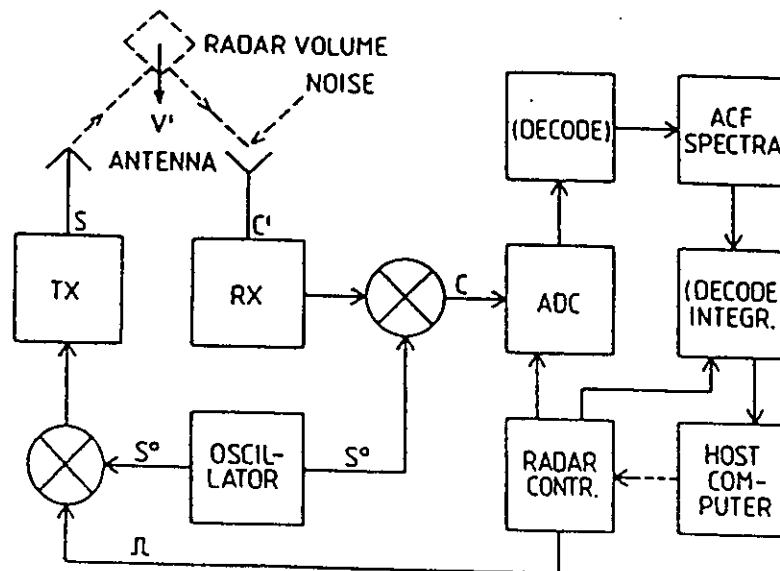 RADAR VOLUME
NOISE
V'
ANTENNA
S
C'
TX
RX
C
ADC
(DECODE)
ACF
SPECTRA
(DECODE
INTEGR.
S°
OSCIL-
LATOR
S°
RADAR
CONTR.
HOST
COM-
PUTER